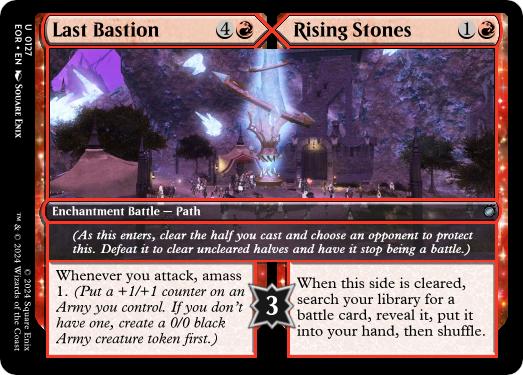 Last Bastion 4
Rising Stones 1
U 0127
EOR • EN SQUARE ENIX
™ & © 2024 Wizards of the Coast
© 2024 Square Enix
Enchantment Battle – Path
(As this enters, clear the half you cast and choose an opponent to protect
this. Defeat it to clear uncleared halves and have it stop being a battle.)
Whenever you attack, amass
1. (Put a +1/+1 counter on an
Army you control. If you don't
have one, create a 0/0 black
Army creature token first.)
3
When this side is cleared,
search your library for a
battle card, reveal it, put it
into your hand, then shuffle.